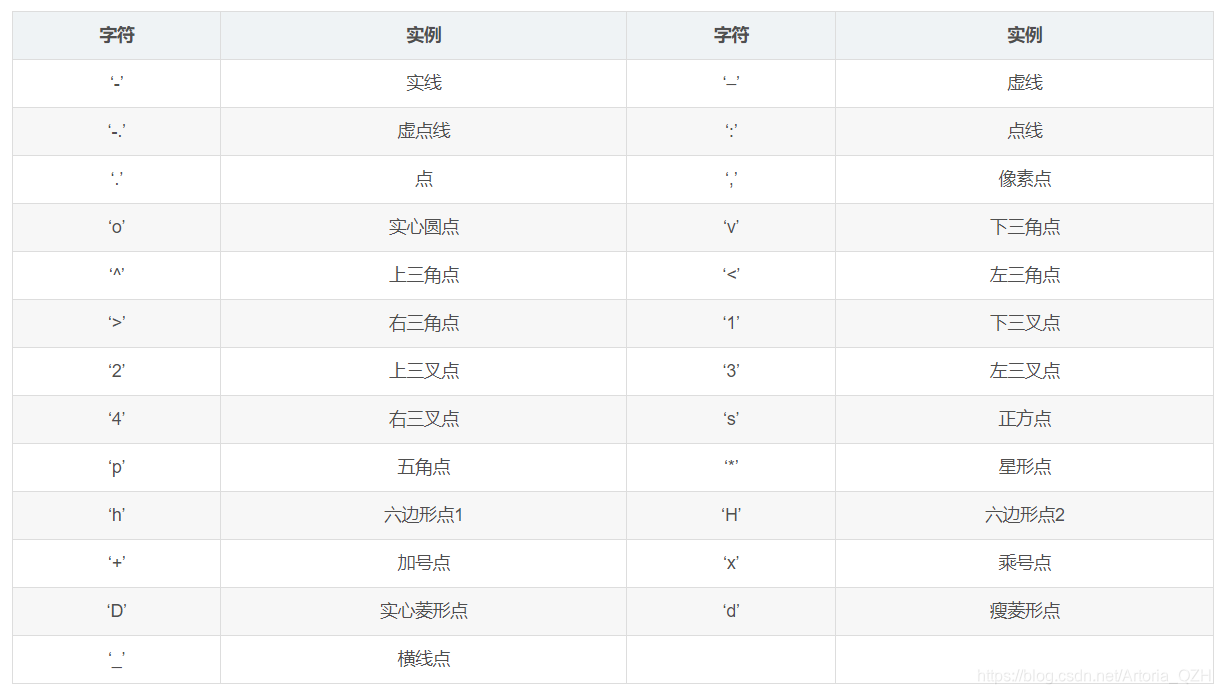 字符 实例 字符 实例
‘-’ 实线 ‘–’ 虚线
‘-.’ 虚点线 ‘:’ 点线
‘.’ 点 ‘,’ 像素点
‘o’ 实心圆点 ‘v’ 下三角点
‘^’ 上三角点 ‘<’ 左三角点
‘>’ 右三角点 ‘1’ 下三叉点
‘2’ 上三叉点 ‘3’ 左三叉点
‘4’ 右三叉点 ‘s’ 正方点
‘p’ 五角点 ‘*’ 星形点
‘h’ 六边形点1 ‘H’ 六边形点2
‘+’ 加号点 ‘x’ 乘号点
‘D’ 实心菱形点 ‘d’ 瘦菱形点
‘_’ 横线点
https://blog.csdn.net/Artoria_QZH